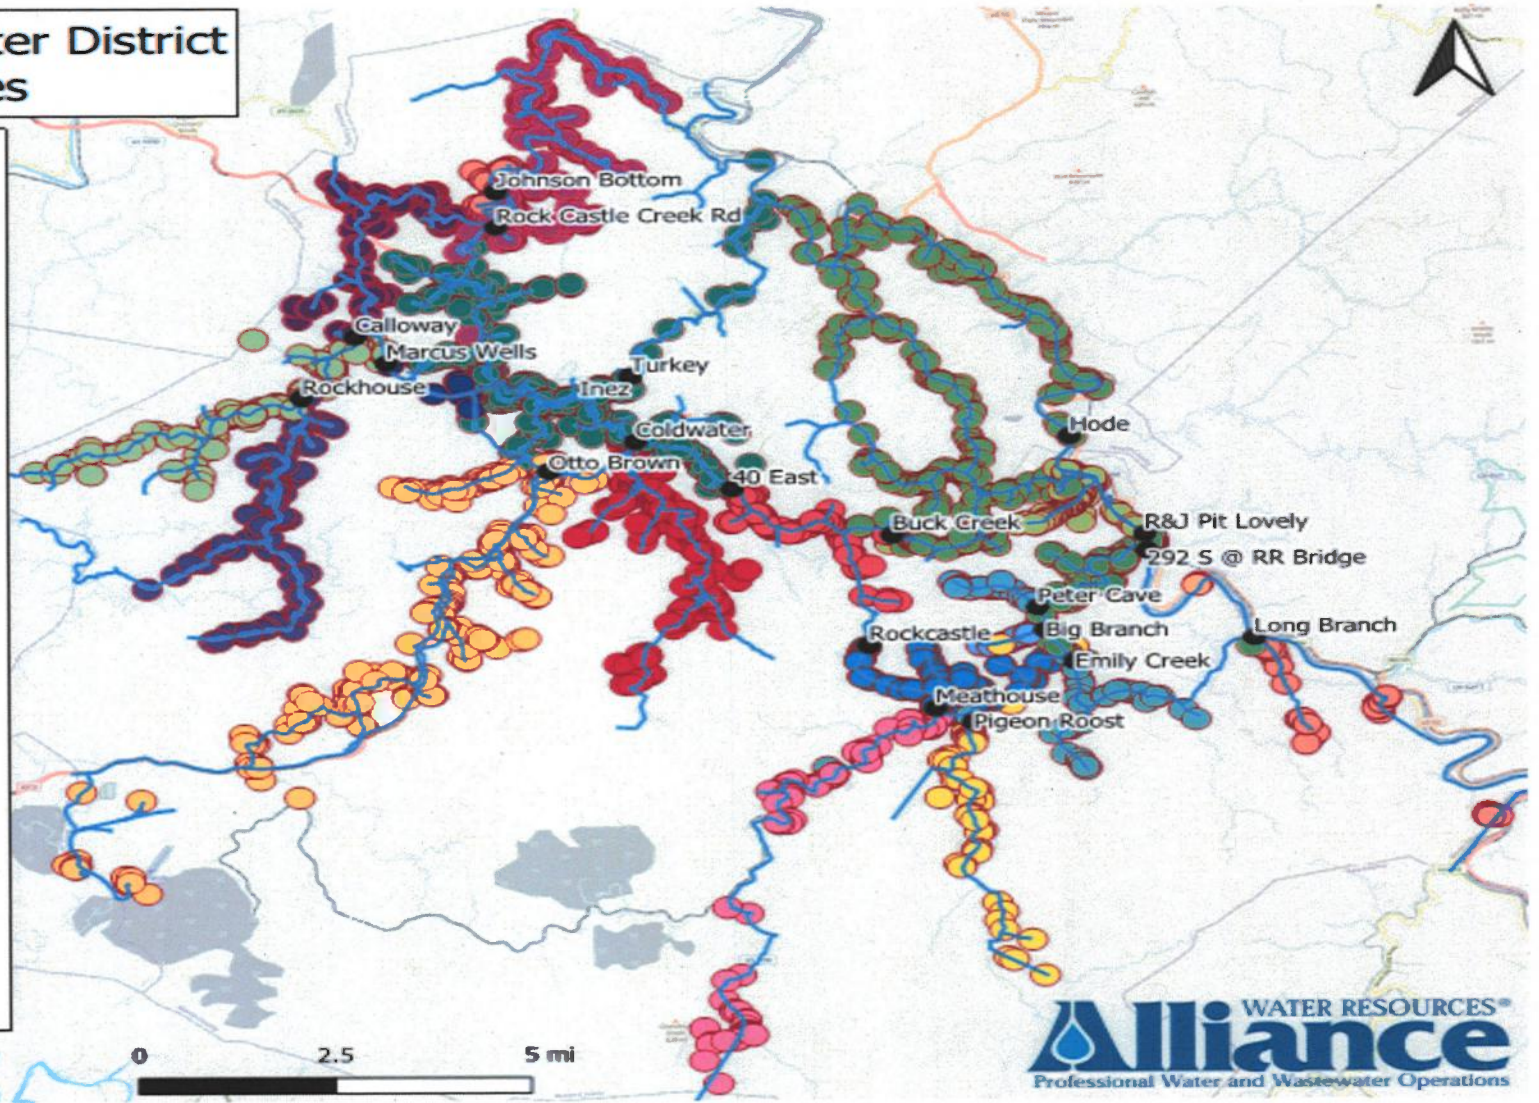 ter District
es
Johnson Bottom
Rock Castle Creek Rd
Calloway
Marcus Wells
Turkey
Rockhouse
Inez
Coldwater
Hode
Otto Brown
40 East
Buck Creek
R&J Pit Lovely
292 S @ RR Bridge
Peter Cave
Rockcastle
Big Branch
Long Branch
Emily Creek
Meathouse
Pigeon Roost
0 2.5 5 mi
WATER RESOURCES®
Alliance
Professional Water and Wastewater Operations